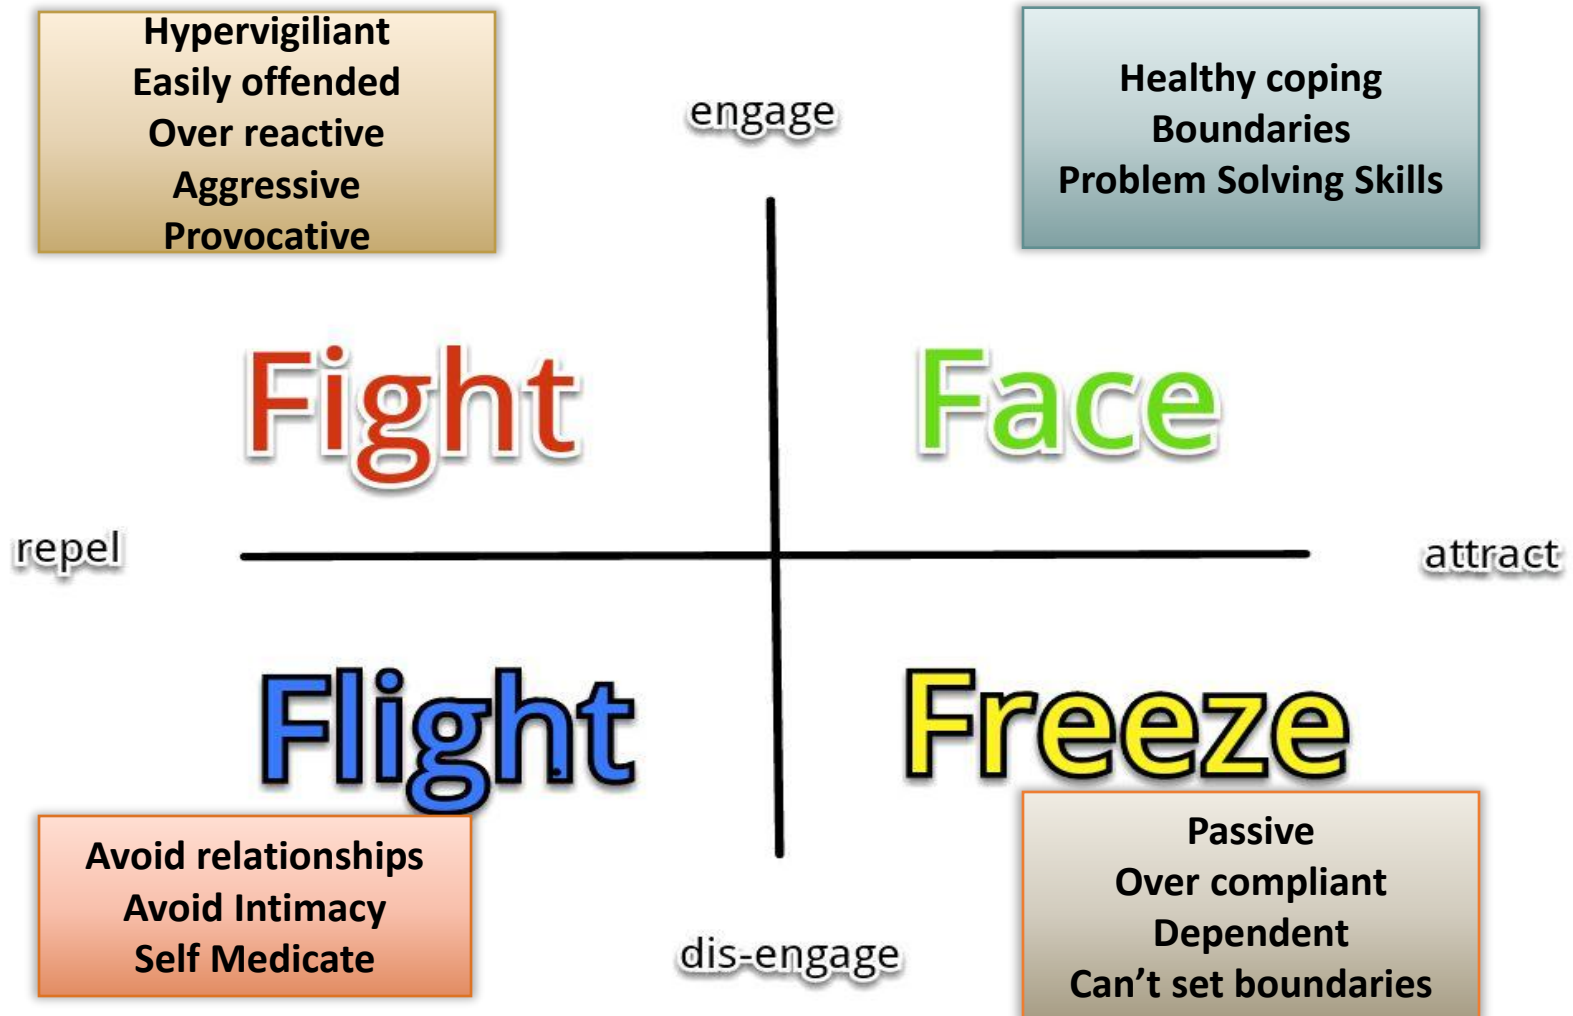 Hypervigiliant
Easily offended
Over reactive
Aggressive
Provocative
engage
Healthy coping
Boundaries
Problem Solving Skills
Fight
Face
repel
attract
Flight
Freeze
Avoid relationships
Avoid Intimacy
Self Medicate
dis-engage
Passive
Over compliant
Dependent
Can’t set boundaries